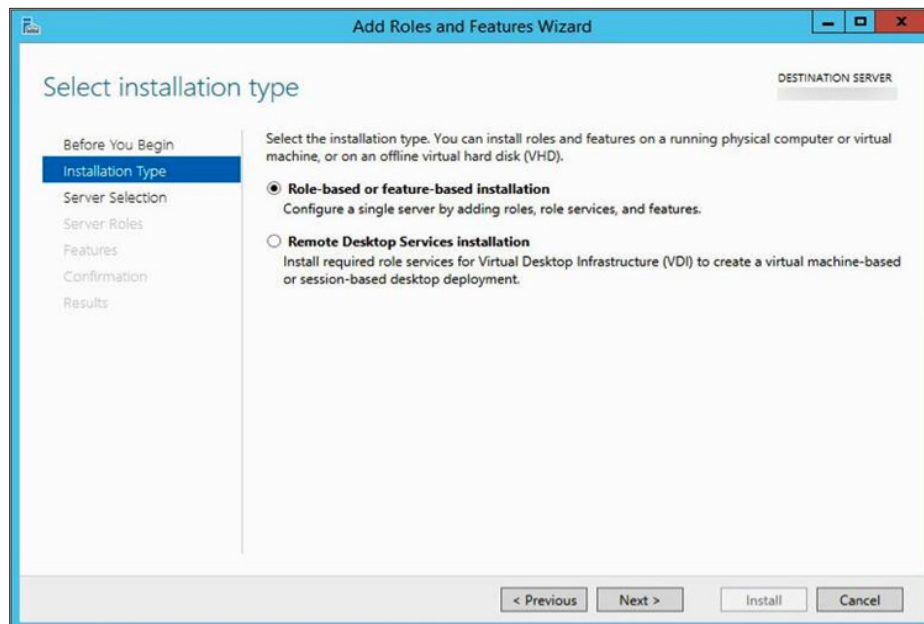 Add Roles and Features Wizard
Select installation type
DESTINATION SERVER
Before You Begin
Installation Type
Server Selection
Server Roles
Features
Confirmation
Results
Select the installation type. You can install roles and features on a running physical computer or virtual
machine, or on an offline virtual hard disk (VHD).
Role-based or feature-based installation
Configure a single server by adding roles, role services, and features.
Remote Desktop Services installation
Install required role services for Virtual Desktop Infrastructure (VDI) to create a virtual machine-based
or session-based desktop deployment.
< Previous
Next >
Install
Cancel